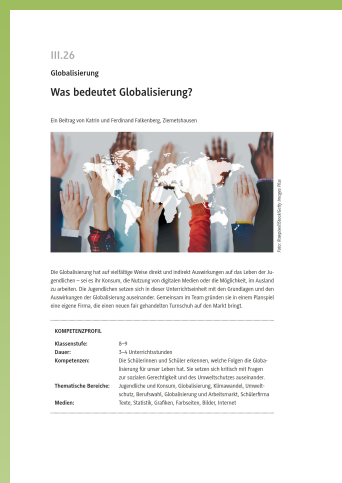 III.26
Globalisierung
Was bedeutet Globalisierung?
Ein Beitrag von Katrin und Ferdinand Falkenberg, Ziemetshausen
Die Globalisierung hat auf vielfältige Weise direkt und indirekt Auswirkungen auf das Leben der Ju-
gendlichen – sei es ihr Konsum, die Nutzung von digitalen Medien oder die Möglichkeit, im Ausland
zu arbeiten. Die Jugendlichen setzen sich in dieser Unterrichtseinheit mit den Grundlagen und den
Auswirkungen der Globalisierung auseinander. Gemeinsam im Team gründen sie in einem Planspiel
eine eigene Firma, die einen neuen fair gehandelten Turnschuh auf den Markt bringt.
KOMPETENZPROFIL
Klassenstufe: 8–9
Dauer: 3–4 Unterrichtsstunden
Kompetenzen: Die Schülerinnen und Schüler erkennen, welche Folgen die Globa-
lisierung für unser Leben hat. Sie setzen sich kritisch mit Fragen
zur sozialen Gerechtigkeit und des Umweltschutzes auseinander.
Thematische Bereiche: Jugendliche und Konsum, Globalisierung, Klimawandel, Umwelt-
schutz, Berufswahl, Globalisierung und Arbeitsmarkt, Schülerfirma
Medien: Texte, Statistik, Grafiken, Farbseiten, Bilder, Internet